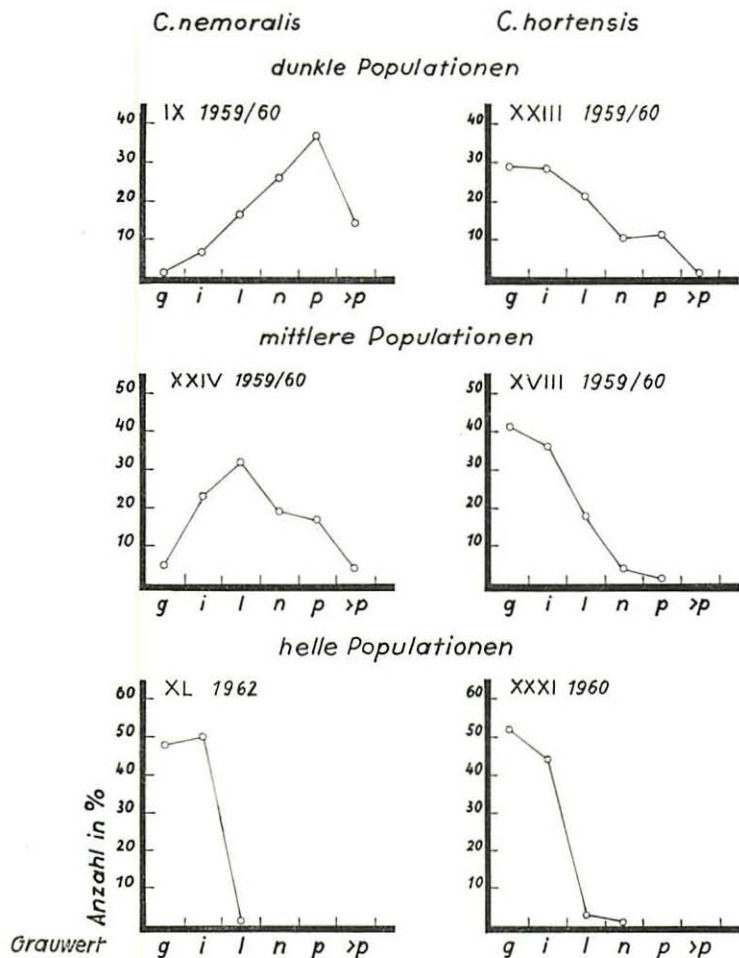 C. nemoralis C. hortensis
dunkle Populationen
IX 1959/60
40
30
20
10
g i l n p >p
XXIII 1959/60
40
30
20
10
g i l n p >p
mittlere Populationen
XXIV 1959/60
50
40
30
20
10
g i l n p >p
XVIII 1959/60
50
40
30
20
10
g i l n p >p
helle Populationen
XL 1962
60
50
40
30
20
10
Anzahl in %
Grauwert g i l n p >p
XXXI 1960
60
50
40
30
20
10
g i l n p >p